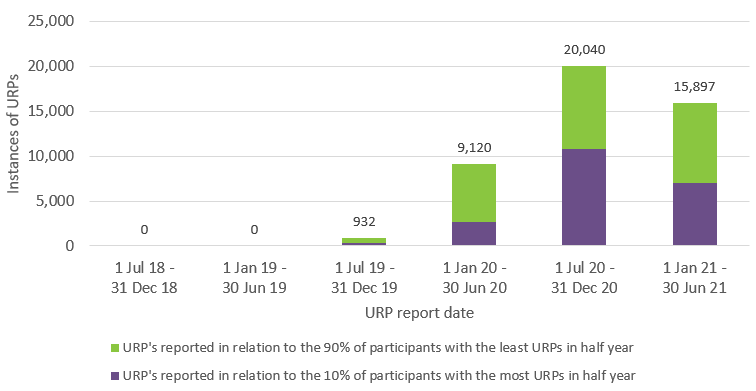 25,000
20,000
15,000
10,000
5,000
0
Instances of URPs
0
0
932
9,120
20,040
15,897
1 Jul 18 - 1 Jan 19 - 1 Jul 19 - 1 Jan 20 - 1 Jul 20 - 1 Jan 21 -
31 Dec 18 30 Jun 19 31 Dec 19 30 Jun 20 31 Dec 20 30 Jun 21
URP report date
URP's reported in relation to the 90% of participants with the least URPs in half year
URP's reported in relation to the 10% of participants with the most URPs in half year